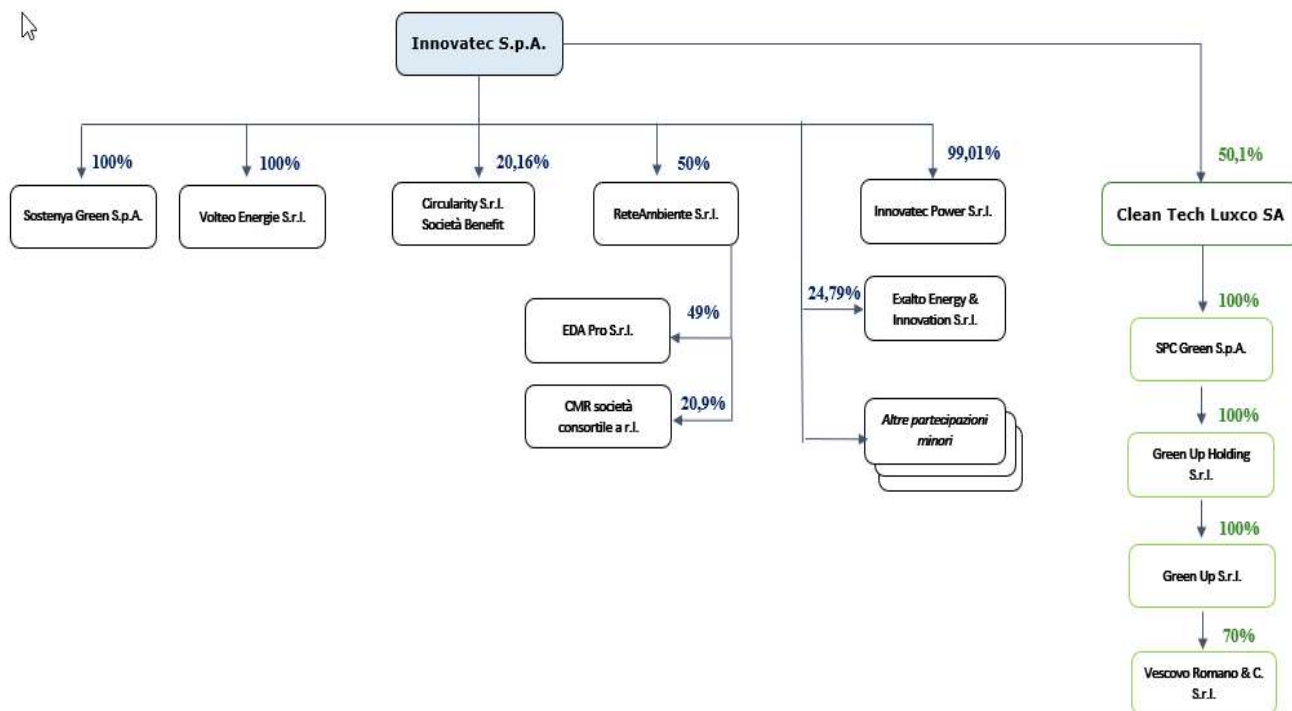 Innovatec S.p.A.
100%
100%
20,16%
50%
99,01%
50,1%
Sostenya Green S.p.A.
Volteo Energie S.r.l.
Circularity S.r.l.
Società Benefit
ReteAmbiente S.r.l.
Innovatec Power S.r.l.
Clean Tech Luxco SA
49%
EDA Pro S.r.l.
24,79%
Exalto Energy &
Innovation S.r.l.
100%
SPC Green S.p.A.
20,9%
CMR società
consortile a r.l.
Altre partecipazioni
minori
100%
Green Up Holding
S.r.l.
100%
Green Up S.r.l.
70%
Vescovo Romano & C.
S.r.l.